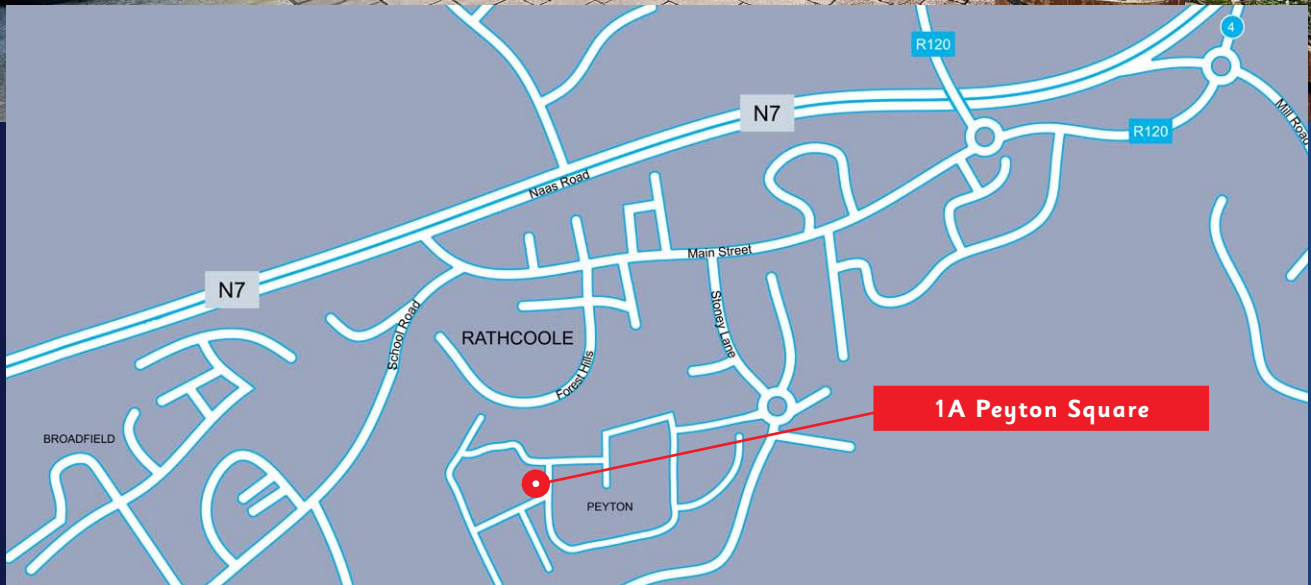 4
R120
N7
R120
Mill Road
Naas Road
Main Street
N7
Stoney Lane
School Road
RATHCOOLE
Forest Hills
1A Peyton Square
BROADFIELD
PEYTON